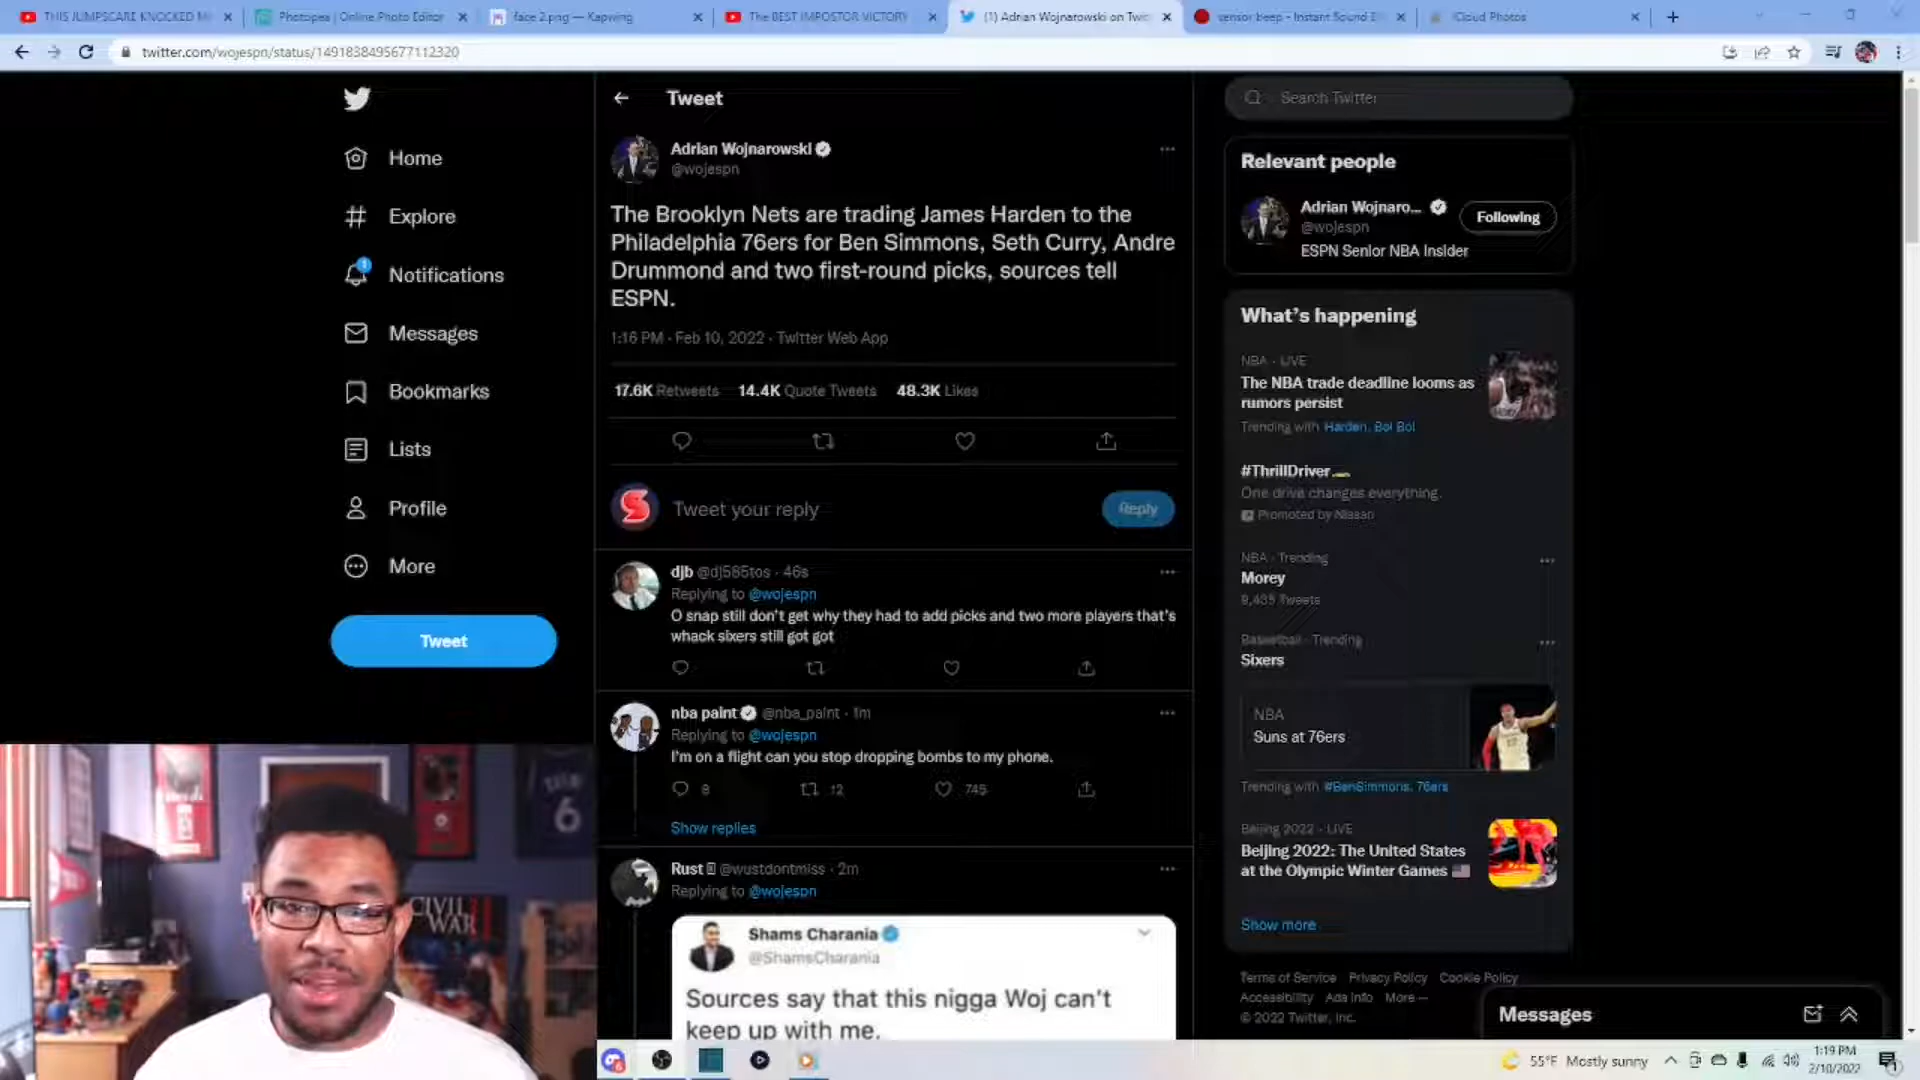 THIS JUMPSCARE KNOCKED M
Photopea | Online Photo Editor
face 2.png — Kapwing
The BEST IMPOSTOR VICTORY
(1) Adrian Wojnarowski on Twit
sensor beep - Instant Sound E
iCloud Photos
twitter.com/wojespn/status/1491838495677112320
Home
Explore
1
Notifications
Messages
Bookmarks
Lists
Profile
More
Tweet
Tweet
Adrian Wojnarowski
@wojespn
The Brooklyn Nets are trading James Harden to the
Philadelphia 76ers for Ben Simmons, Seth Curry, Andre
Drummond and two first-round picks, sources tell
ESPN.
1:16 PM · Feb 10, 2022 · Twitter Web App
17.6K Retweets 14.4K Quote Tweets 48.3K Likes
Tweet your reply
Reply
djb @dj585tos · 46s
Replying to @wojespn
O snap still don't get why they had to add picks and two more players that's
whack sixers still got got
nba paint @nba_paint · 1m
Replying to @wojespn
I'm on a flight can you stop dropping bombs to my phone.
12 745
Show replies
Rust @wustdontmiss · 2m
Replying to @wojespn
Shams Charania
@ShamsCharania
Sources say that this nigga Woj can't
keep up with me.
Search Twitter
Relevant people
Adrian Wojnaro...
@wojespn
Following
ESPN Senior NBA Insider
What's happening
NBA · LIVE
The NBA trade deadline looms as
rumors persist
Trending with Harden, Bol Bol
#ThrillDriver
One drive changes everything.
Promoted by Nissan
NBA · Trending
Morey
9,435 Tweets
Basketball · Trending
Sixers
NBA
Suns at 76ers
Trending with #BenSimmons, 76ers
Beijing 2022 · LIVE
Beijing 2022: The United States
at the Olympic Winter Games
Show more
Terms of Service Privacy Policy Cookie Policy
Accessibility Ads info More
© 2022 Twitter, Inc.
Messages
CIVIL
WAR
6
55°F Mostly sunny
1:19 PM
2/10/2022